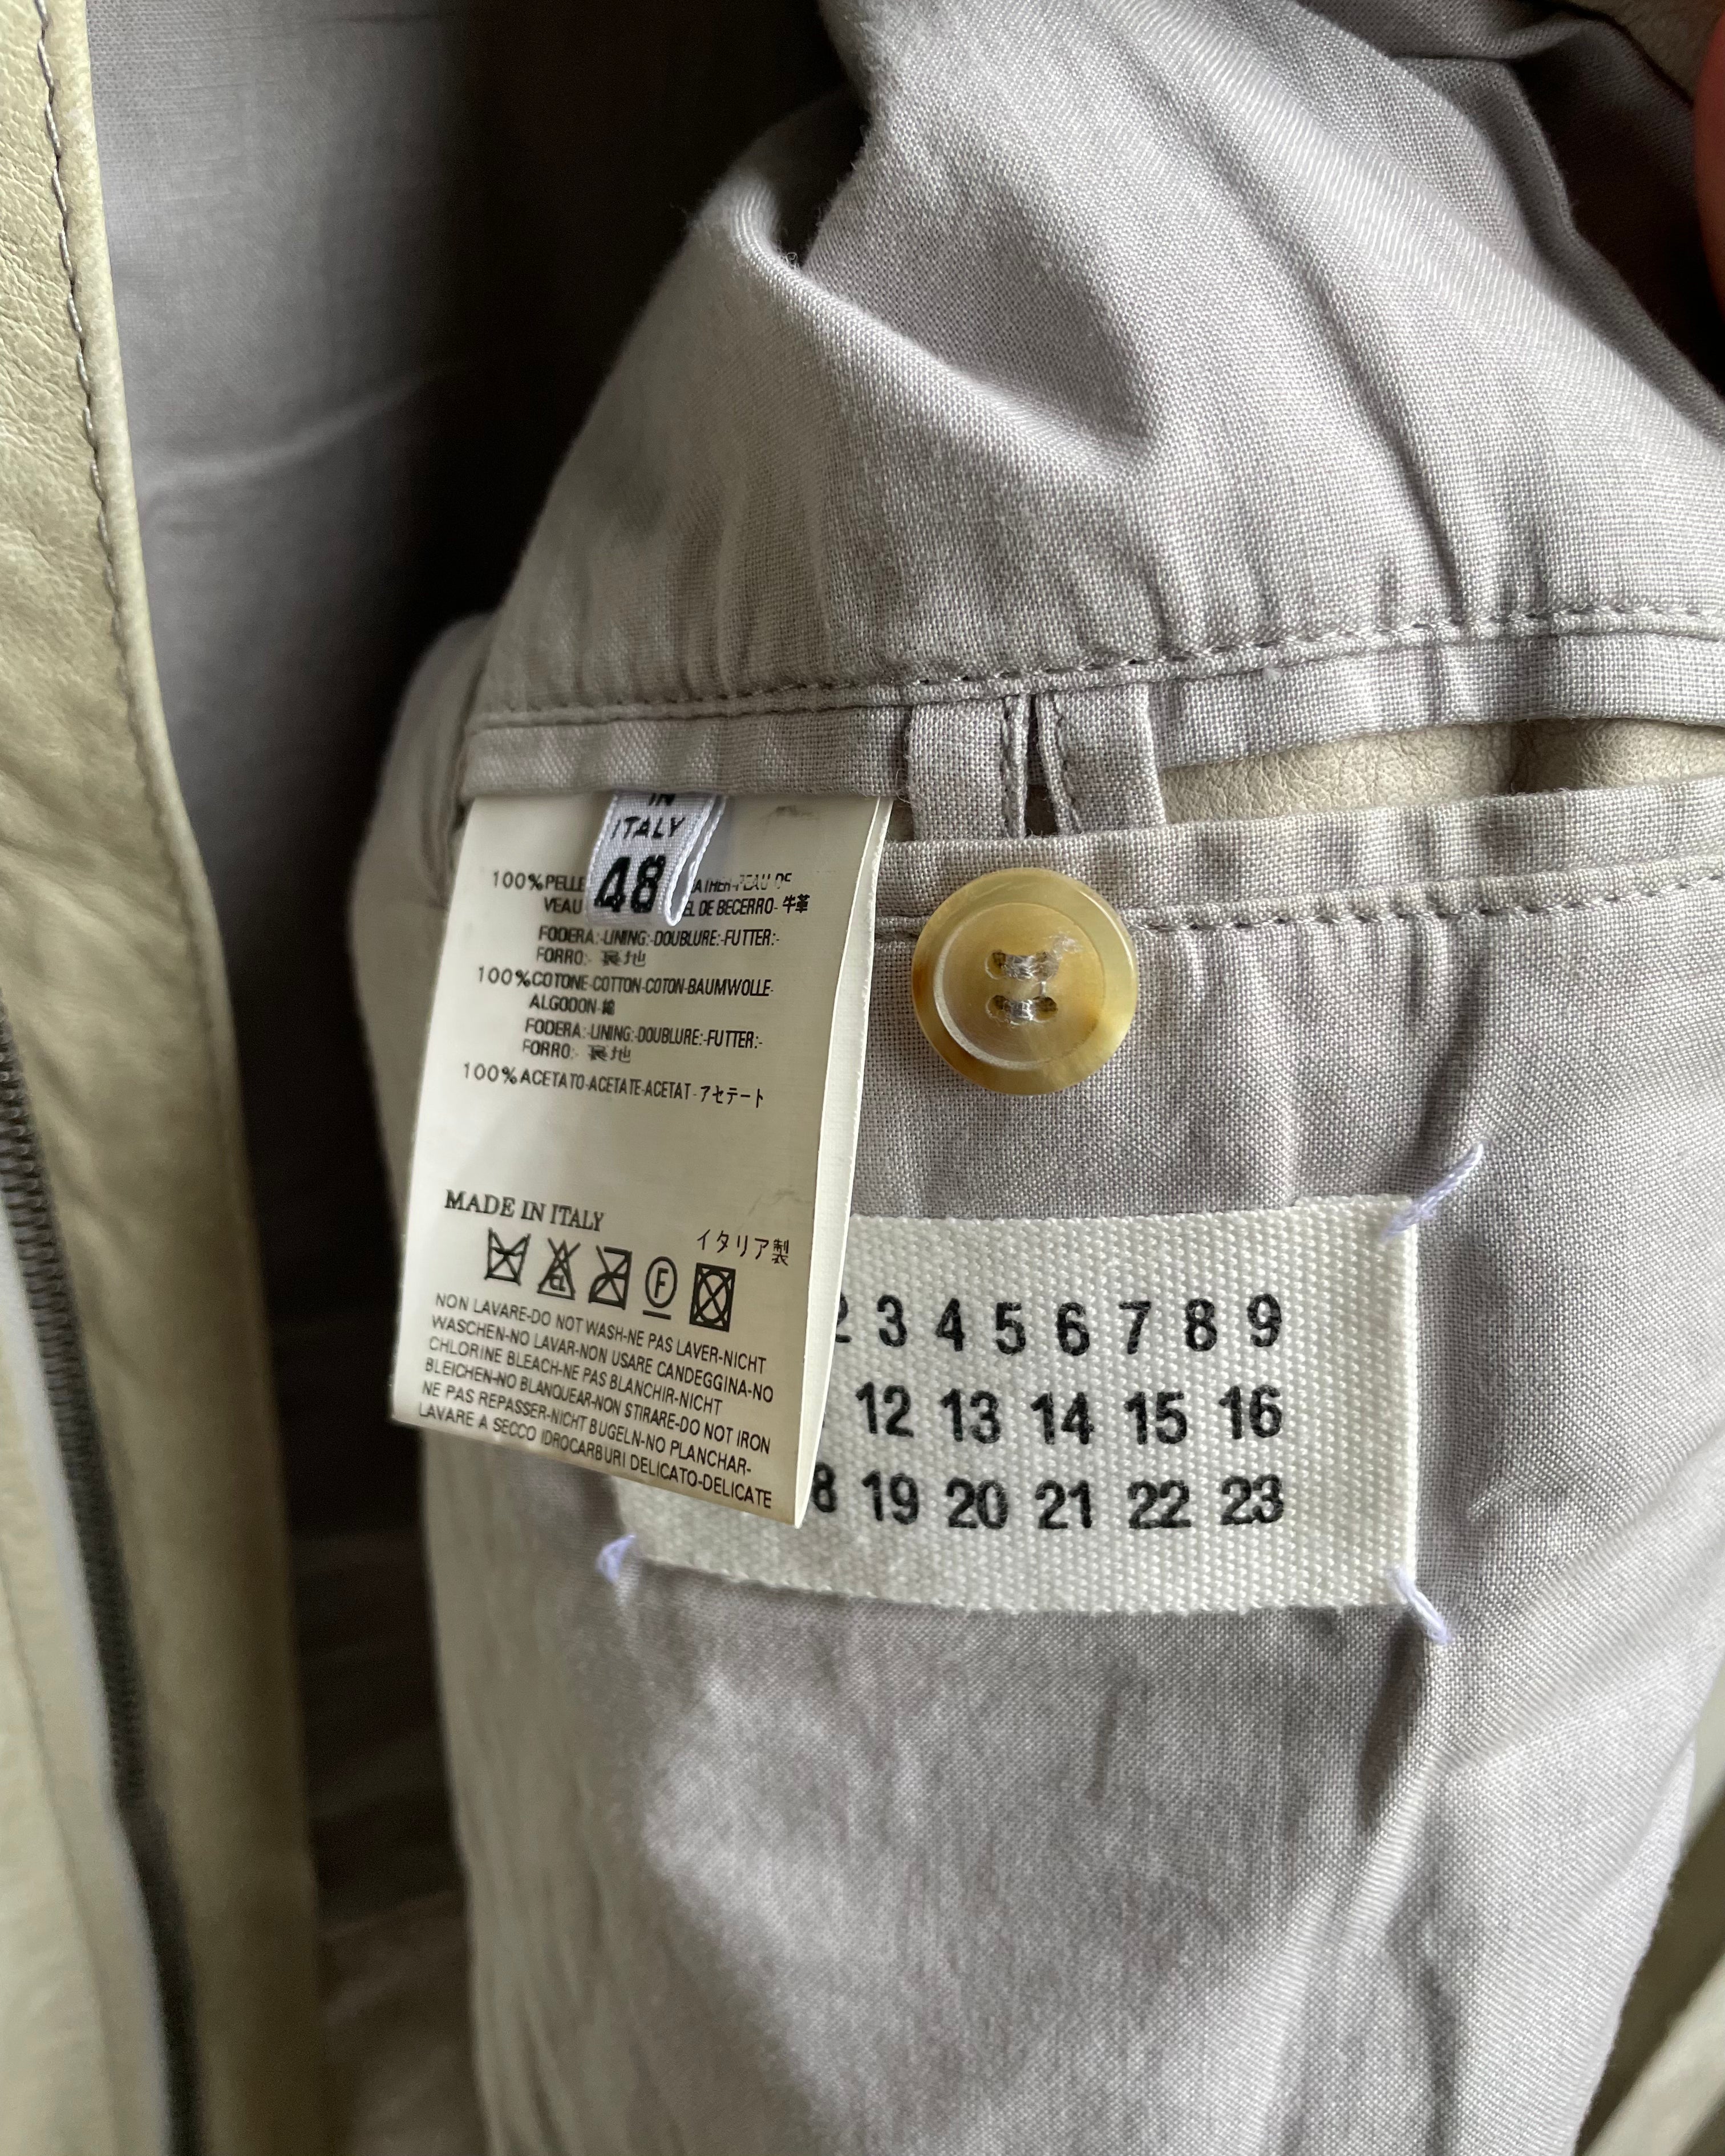 IN
ITALY
48
100% PELLE
VEAU DE BECERRO- 牛革
FODERA:-LINING:-DOUBLURE:-FUTTER:-
FORRO:- 裏地
100% COTONE-COTTON-COTON-BAUMWOLLE-
ALGODON-綿
FODERA:-LINING:-DOUBLURE:-FUTTER:-
FORRO:- 裏地
100% ACETATO-ACETATE-ACETAT-アセテート
MADE IN ITALY
イタリア製
CL F
NON LAVARE-DO NOT WASH-NE PAS LAVER-NICHT
WASCHEN-NO LAVAR-NON USARE CANDEGGINA-NO
CHLORINE BLEACH-NE PAS BLANCHIR-NICHT
BLEICHEN-NO BLANQUEAR-NON STIRARE-DO NOT IRON
NE PAS REPASSER-NICHT BUGELN-NO PLANCHAR-
LAVARE A SECCO IDROCARBURI DELICATO-DELICATE
2 3 4 5 6 7 8 9
12 13 14 15 16
8 19 20 21 22 23